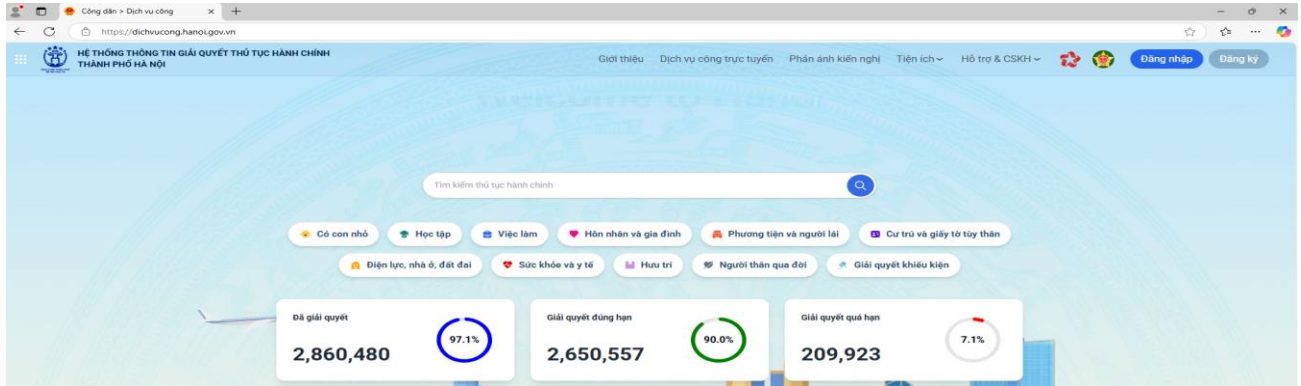 Công dân > Dịch vụ công
https://dichvucong.hanoi.gov.vn
HỆ THỐNG THÔNG TIN GIẢI QUYẾT THỦ TỤC HÀNH CHÍNH
THÀNH PHỐ HÀ NỘI
Giới thiệu Dịch vụ công trực tuyến Phản ánh kiến nghị Tiện ích Hỗ trợ & CSKH Đăng nhập Đăng ký
Welcome to Hanoi
Tìm kiếm thủ tục hành chính
Có con nhỏ Học tập Việc làm Hôn nhân và gia đình Phương tiện và người lái Cư trú và giấy tờ tùy thân
Điện lực, nhà ở, đất đai Sức khỏe và y tế Hưu trí Người thân qua đời Giải quyết khiếu kiện
Đã giải quyết Giải quyết đúng hạn Giải quyết quá hạn
97.1% 90.0% 7.1%
2,860,480 2,650,557 209,923